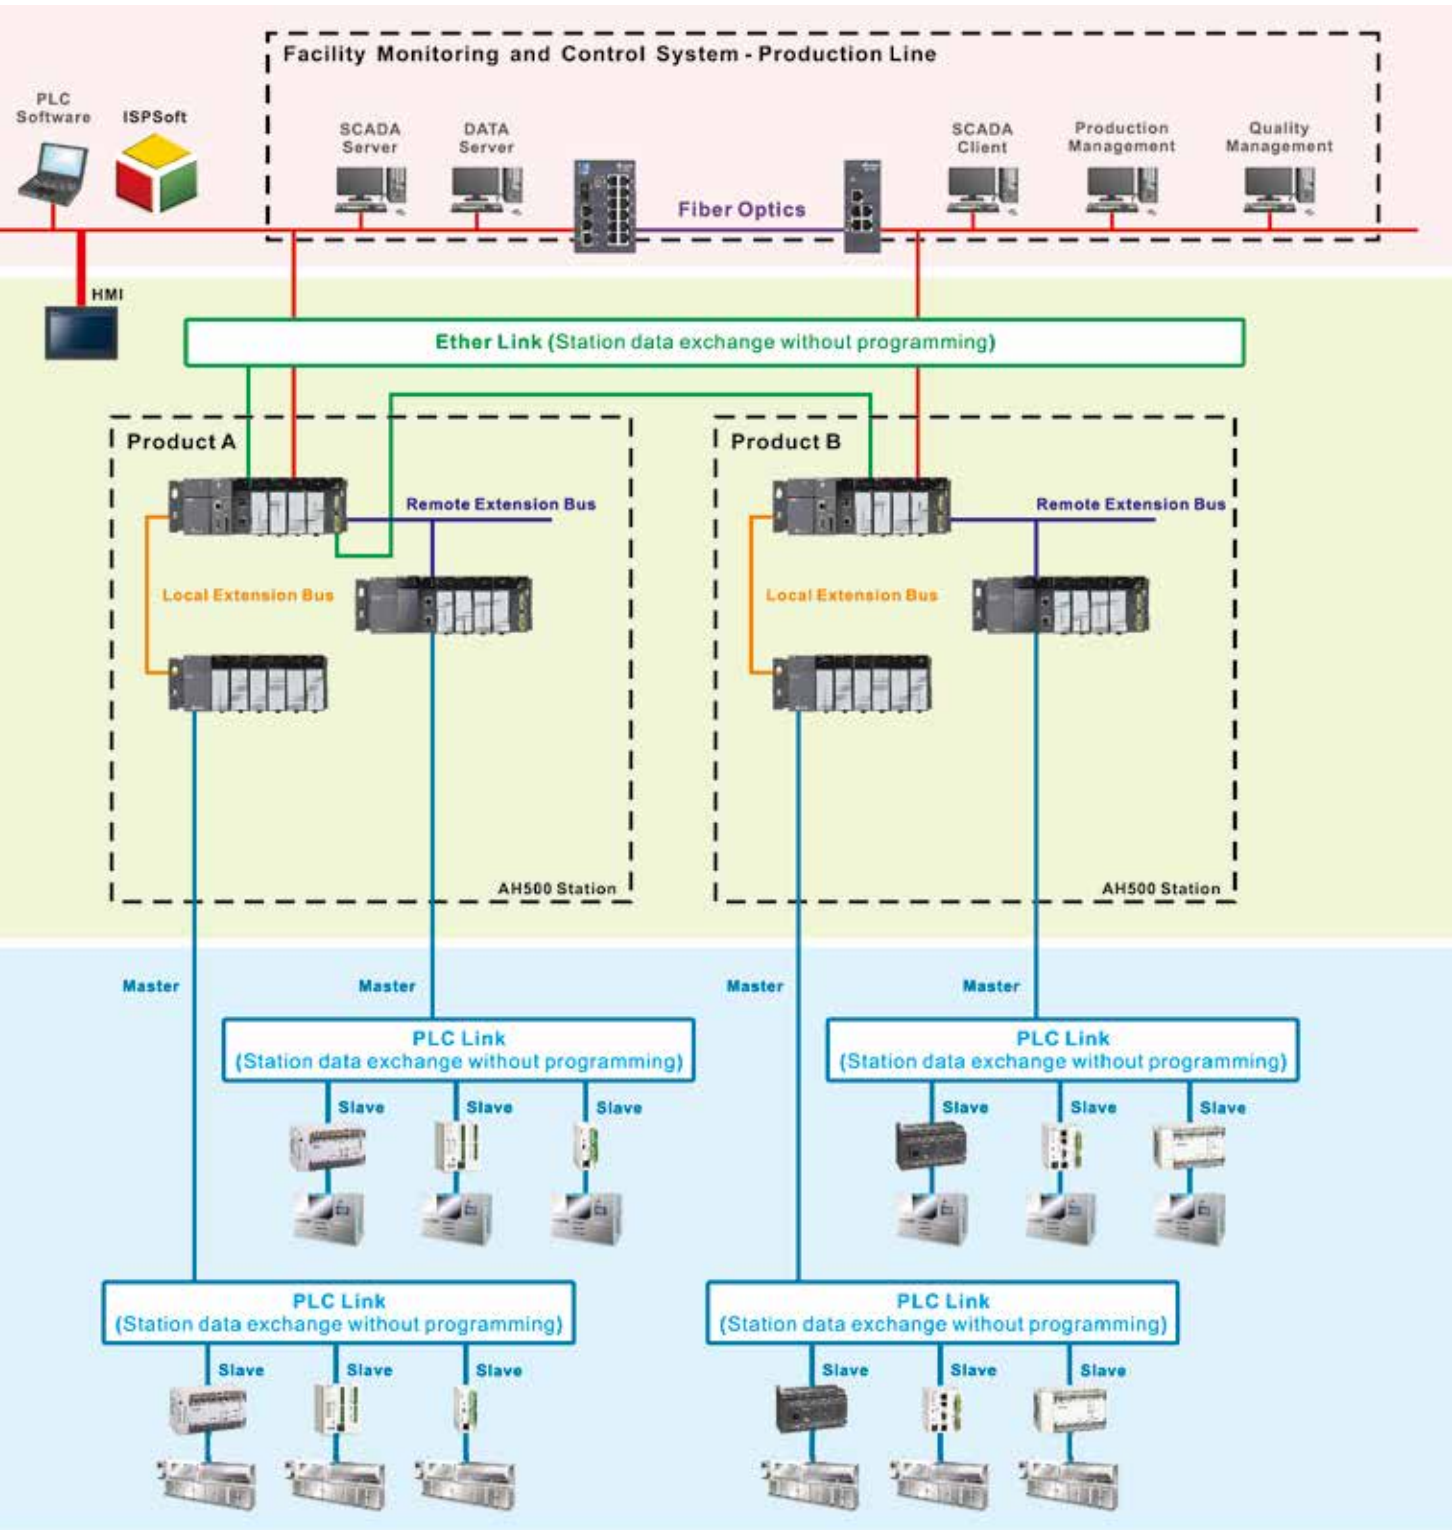 Facility Monitoring and Control System - Production Line
PLC
Software
ISPSoft
SCADA
Server
DATA
Server
SCADA
Client
Production
Management
Quality
Management
Fiber Optics
HMI
Ether Link (Station data exchange without programming)
Product A
Product B
Remote Extension Bus
Remote Extension Bus
Local Extension Bus
Local Extension Bus
AH500 Station
AH500 Station
Master
Master
Master
Master
PLC Link
(Station data exchange without programming)
PLC Link
(Station data exchange without programming)
Slave
Slave
Slave
Slave
Slave
Slave
PLC Link
(Station data exchange without programming)
PLC Link
(Station data exchange without programming)
Slave
Slave
Slave
Slave
Slave
Slave